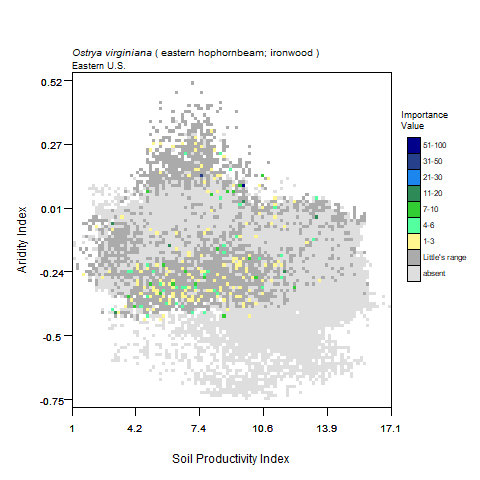 Ostrya virginiana ( eastern hophornbeam; ironwood )
Eastern U.S.
0.52
0.27
0.01
-0.24
-0.5
-0.75
Aridity Index
1
4.2
7.4
10.6
13.9
17.1
Soil Productivity Index
Importance
Value
51-100
31-50
21-30
11-20
7-10
4-6
1-3
Little's range
absent